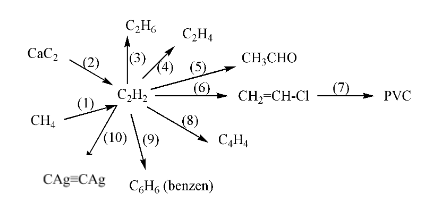 C₂H₆
C₂H₄
CaC₂
(2)
(3)
(4)
(5)
CH₃CHO
C₂H₂
(6)
CH₂=CH-Cl
(7)
PVC
(1)
CH₄
(10)
(9)
(8)
C₄H₄
CAg≡CAg
C₆H₆ (benzen)